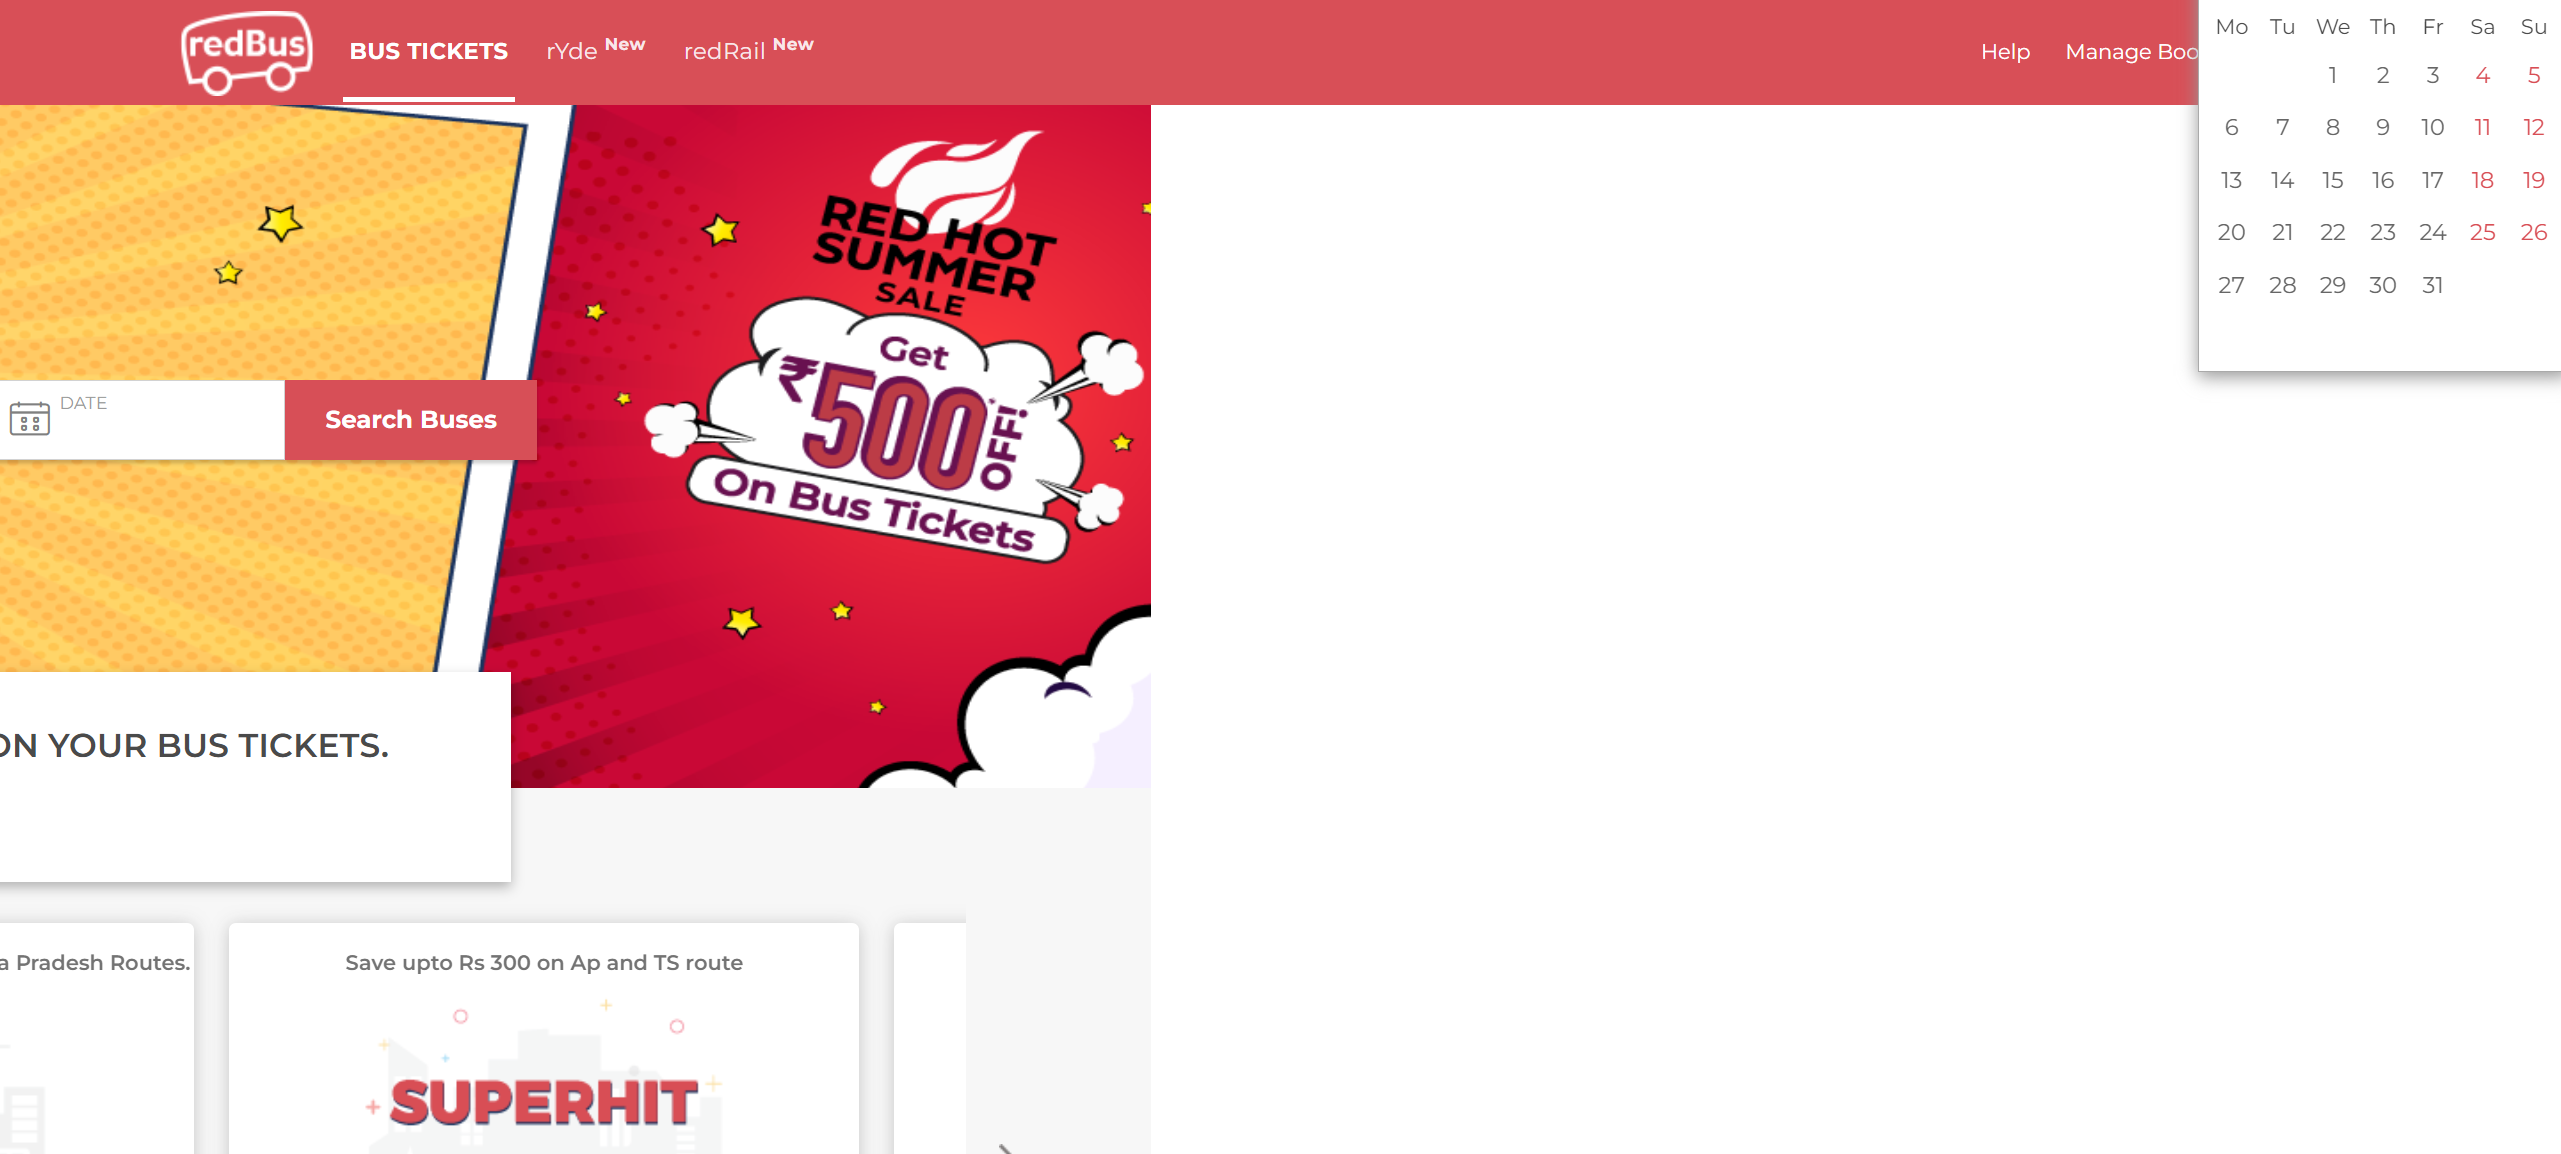 redBus
BUS TICKETS
rYde New
redRail New
Help
Manage Boo
Mo Tu We Th Fr Sa Su
1 2 3 4 5
6 7 8 9 10 11 12
13 14 15 16 17 18 19
20 21 22 23 24 25 26
27 28 29 30 31
RED HOT
SUMMER
SALE
Get
₹500* OFF!
On Bus Tickets
DATE
Search Buses
ON YOUR BUS TICKETS.
a Pradesh Routes.
Save upto Rs 300 on Ap and TS route
SUPERHIT